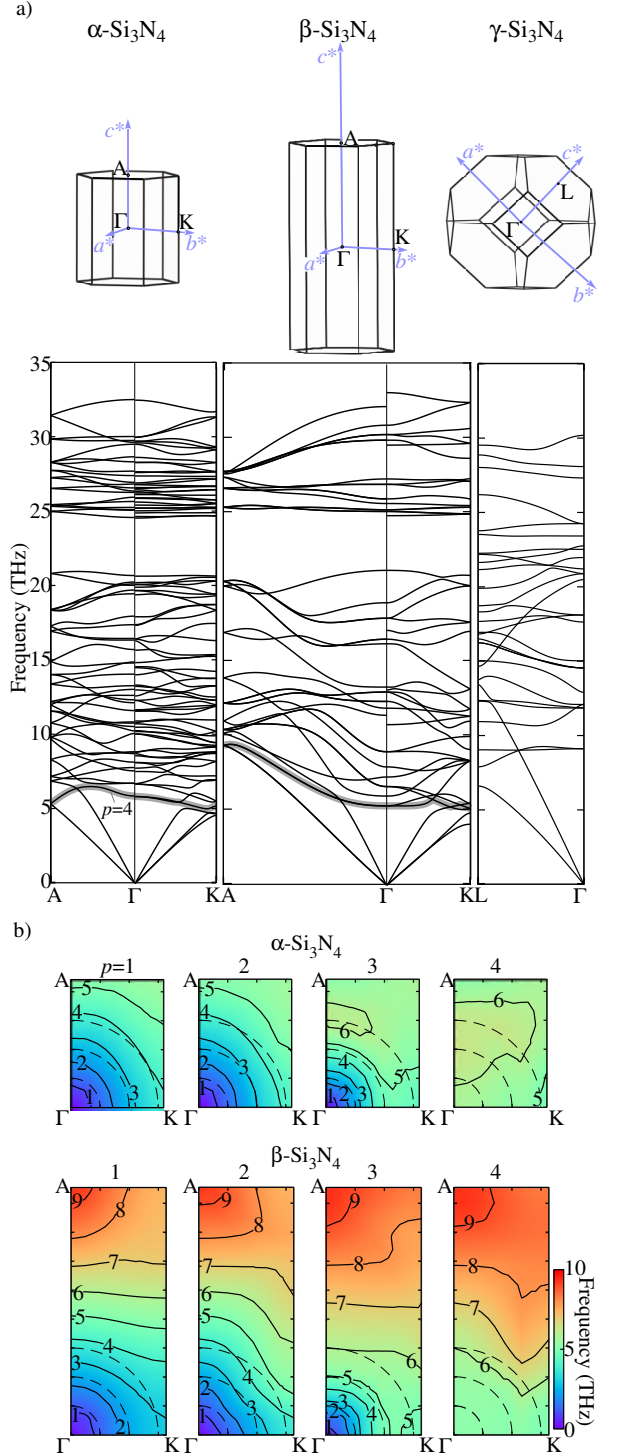 a)
α-Si3N4 β-Si3N4 γ-Si3N4
c* A Γ K a* b*
c* A K Γ a* b*
a* c* L Γ b*
Frequency (THz)
35
30
25
20
15
10
5
0
p=4
A Γ K A Γ K L Γ
b)
α-Si3N4
p=1 2 3 4
A 5 4 2 1 3 Γ K
A 5 4 2 1 3 Γ K
A 6 4 5 1 2 3 Γ K
A 6 5 Γ K
β-Si3N4
1 2 3 4
A 9 8 7 6 5 4 3 1 2 Γ K
A 9 8 7 6 5 4 3 2 1 Γ K
A 9 8 7 6 5 3 2 4 5 Γ K
A 9 8 7 6 Γ K
10
5
0
Frequency
(THz)